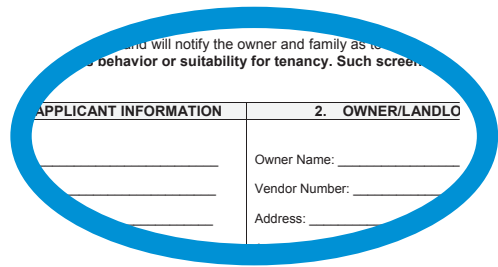 and will notify the owner and family as to
behavior or suitability for tenancy. Such screen
APPLICANT INFORMATION 2. OWNER/LANDLO
Owner Name:
Vendor Number:
Address: